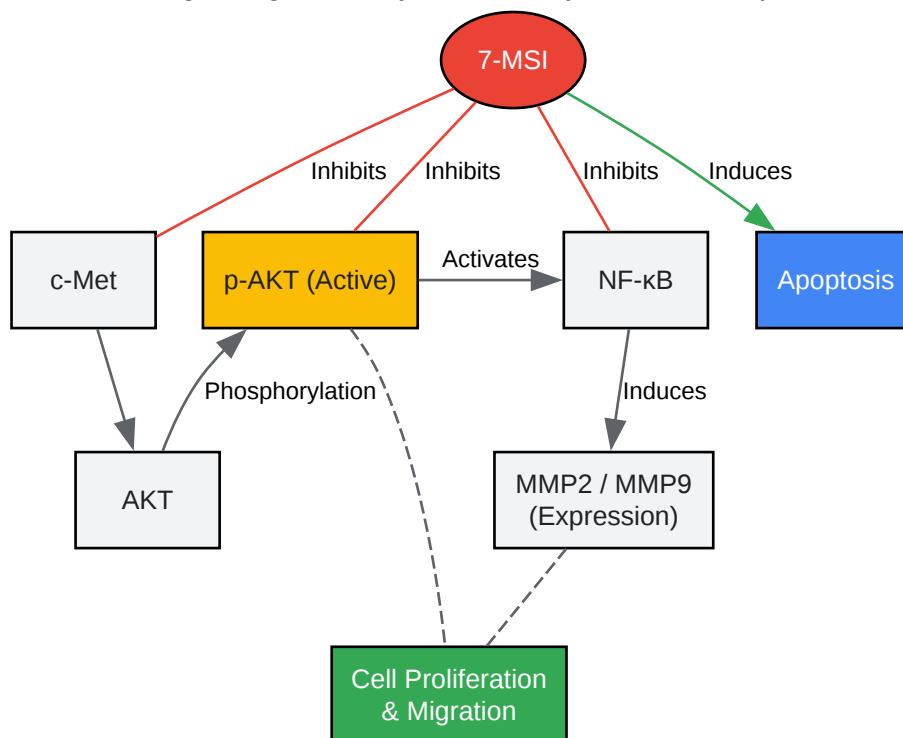 7-MSI
Inhibits
Inhibits
Inhibits
Induces
c-Met
p-AKT (Active)
Activates
NF-κB
Apoptosis
Phosphorylation
Induces
AKT
MMP2 / MMP9
(Expression)
Cell Proliferation
& Migration